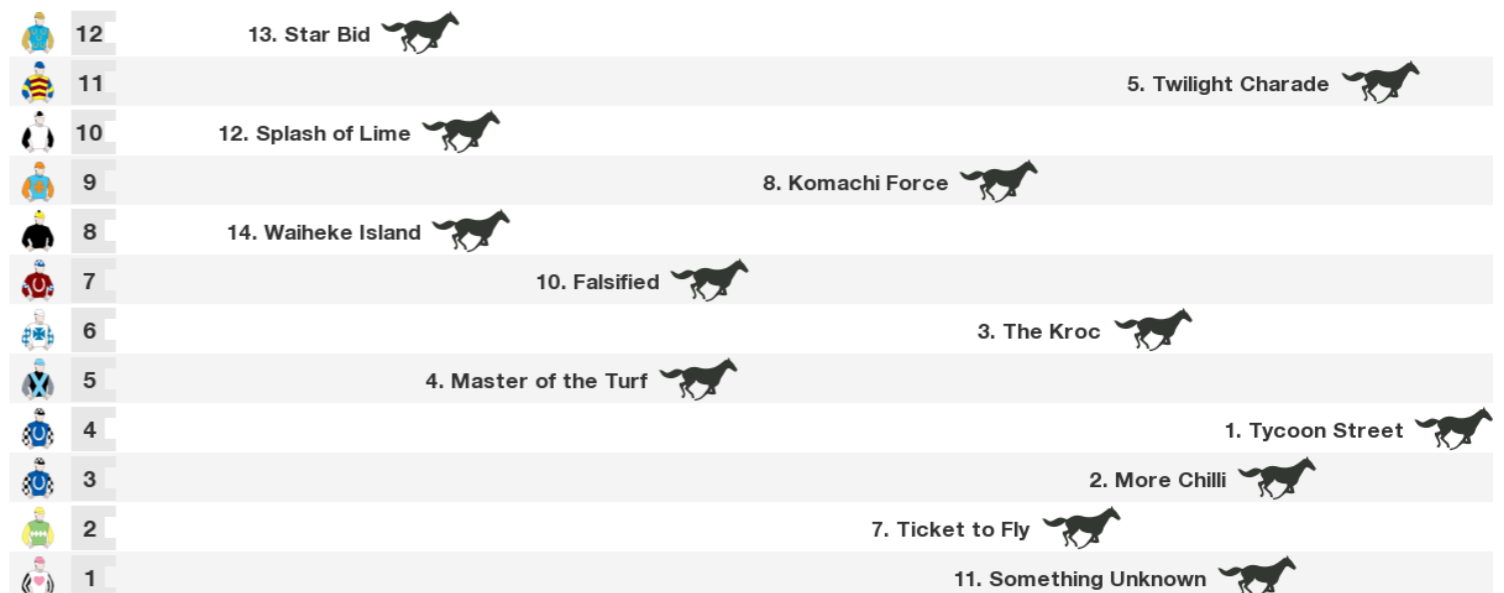 12 13. Star Bid
11 5. Twilight Charade
10 12. Splash of Lime
9 8. Komachi Force
8 14. Waiheke Island
7 10. Falsified
6 3. The Kroc
5 4. Master of the Turf
4 1. Tycoon Street
3 2. More Chilli
2 7. Ticket to Fly
1 11. Something Unknown